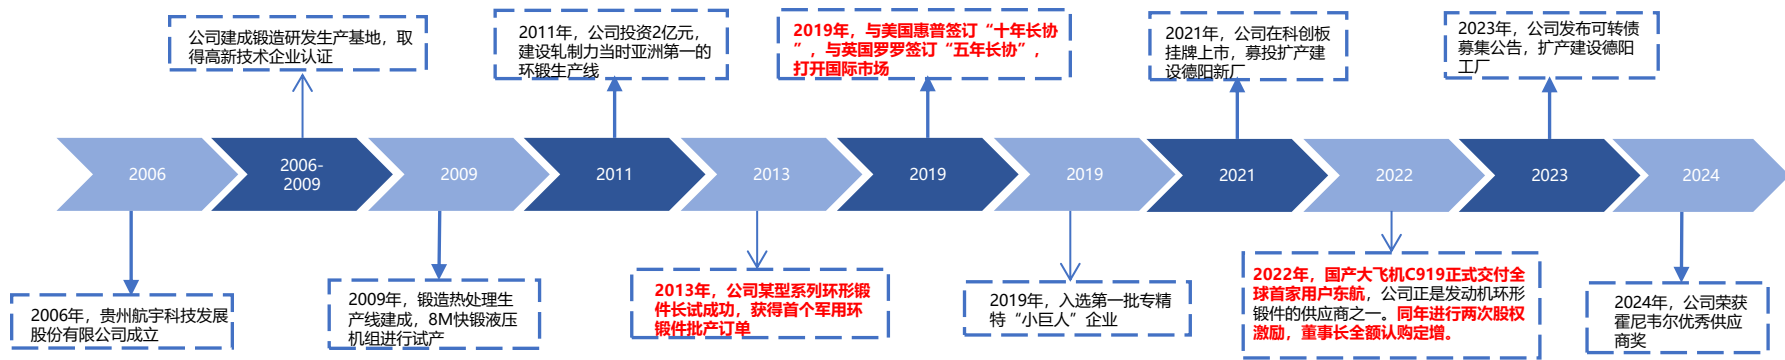 公司建成锻造研发生产基地，取
得高新技术企业认证
2011年，公司投资2亿元，
建设轧制力当时亚洲第一的
环锻生产线
2019年，与美国惠普签订“十年长协
”，与英国罗罗签订“五年长协”，
打开国际市场
2021年，公司在科创板
挂牌上市，募投扩产建
设德阳新厂
2023年，公司发布可转债
募集公告，扩产建设德阳
工厂
2006
2006-
2009
2009
2011
2013
2019
2019
2021
2022
2023
2024
2006年，贵州航宇科技发展
股份有限公司成立
2009年，锻造热处理生
产线建成，8M快锻液压
机组进行试产
2013年，公司某型系列环形锻
件长试成功，获得首个军用环
锻件批产订单
2019年，入选第一批专精
特“小巨人”企业
2022年，国产大飞机C919正式交付全
球首家用户东航，公司正是发动机环形
锻件的供应商之一。同年进行两次股权
激励，董事长全额认购定增。
2024年，公司荣获
霍尼韦尔优秀供应
商奖